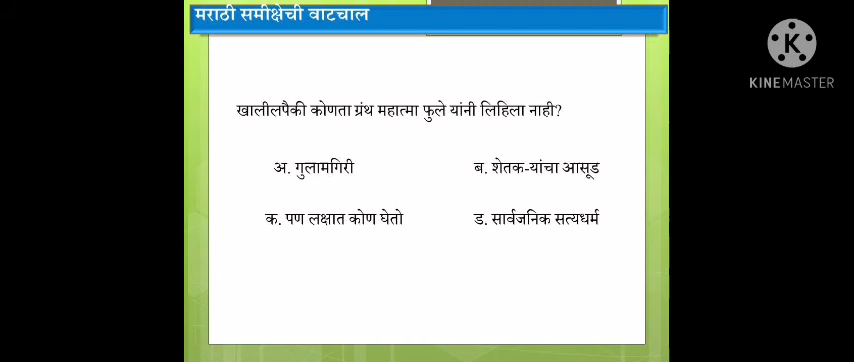 मराठी समीक्षेची वाटचाल
K
KINEMASTER
खालीलपैकी कोणता ग्रंथ महात्मा फुले यांनी लिहिला नाही?
अ. गुलामगिरी
ब. शेतक-यांचा आसूड
क. पण लक्षात कोण घेतो
ड. सार्वजनिक सत्यधर्म